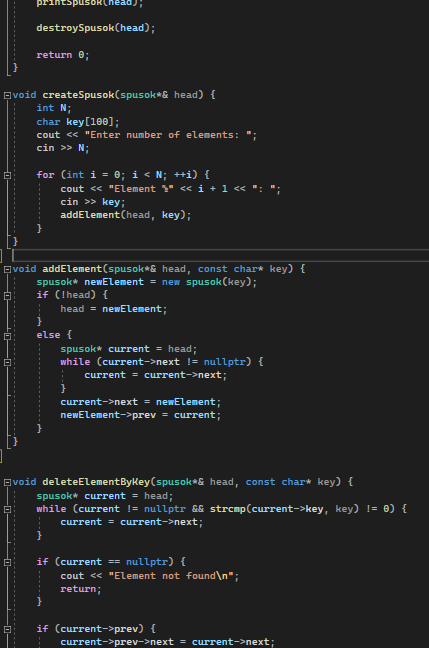 printSpusok(head);
destroySpusok(head);
return 0;
}
void createSpusok(spusok*& head) {
int N;
char key[100];
cout << "Enter number of elements: ";
cin >> N;
for (int i = 0; i < N; ++i) {
cout << "Element %" << i + 1 << ": ";
cin >> key;
addElement(head, key);
}
}
void addElement(spusok*& head, const char* key) {
spusok* newElement = new spusok(key);
if (!head) {
head = newElement;
}
else {
spusok* current = head;
while (current->next != nullptr) {
current = current->next;
}
current->next = newElement;
newElement->prev = current;
}
}
void deleteElementByKey(spusok*& head, const char* key) {
spusok* current = head;
while (current != nullptr && strcmp(current->key, key) != 0) {
current = current->next;
}
if (current == nullptr) {
cout << "Element not found\n";
return;
}
if (current->prev) {
current->prev->next = current->next;